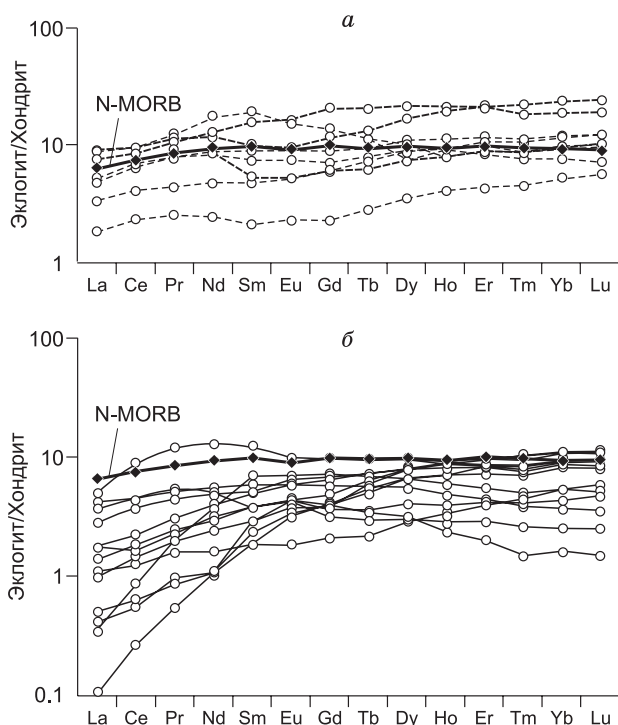 а
100
N-MORB
10
1
Эклогит/Хондрит
La Ce Pr Nd Sm Eu Gd Tb Dy Ho Er Tm Yb Lu
б
100
N-MORB
10
1
0.1
Эклогит/Хондрит
La Ce Pr Nd Sm Eu Gd Tb Dy Ho Er Tm Yb Lu